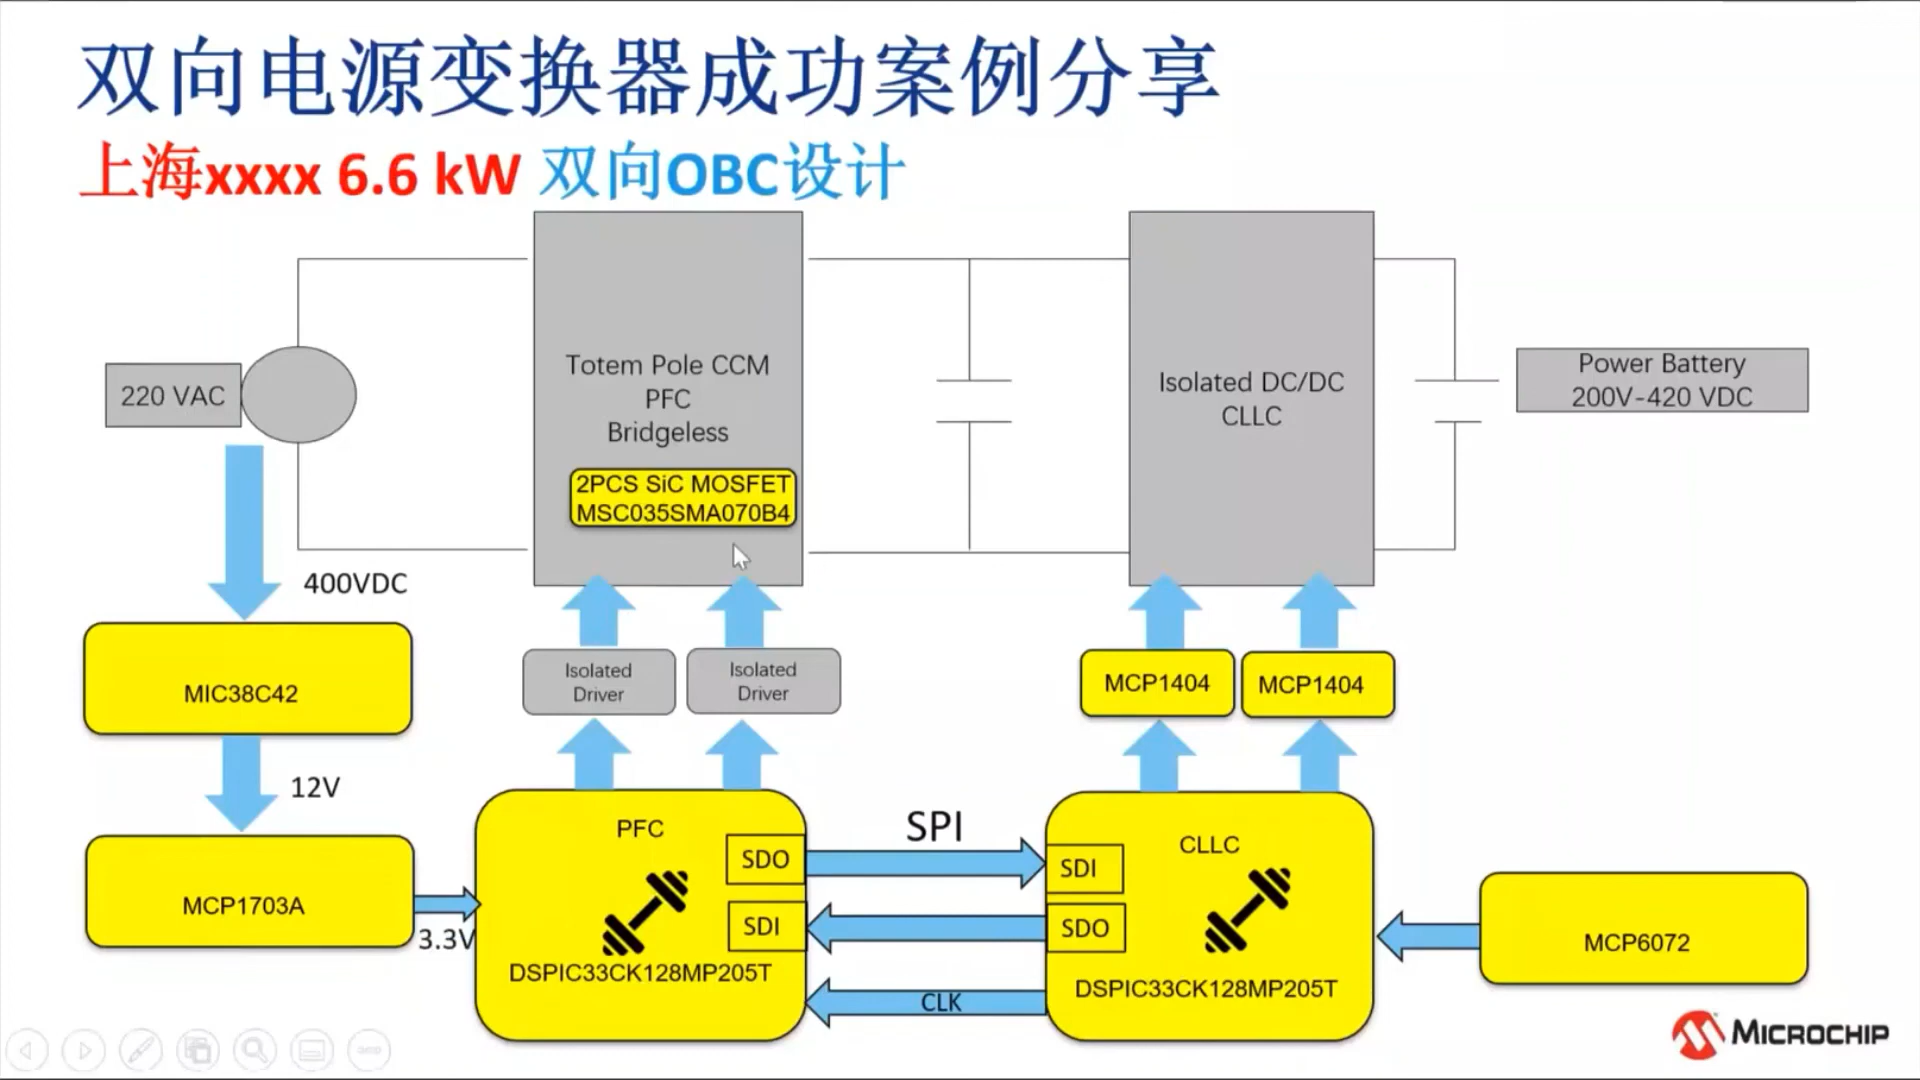 双向电源变换器成功案例分享
上海xxxx 6.6 kW 双向OBC设计
220 VAC
Totem Pole CCM
PFC
Bridgeless
2PCS SiC MOSFET
MSC035SMA070B4
Isolated DC/DC
CLLC
Power Battery
200V-420 VDC
400VDC
MIC38C42
12V
MCP1703A
3.3V
Isolated
Driver
Isolated
Driver
MCP1404
MCP1404
PFC
SDO
SDI
DSPIC33CK128MP205T
SPI
CLK
CLLC
SDI
SDO
DSPIC33CK128MP205T
MCP6072
MICROCHIP